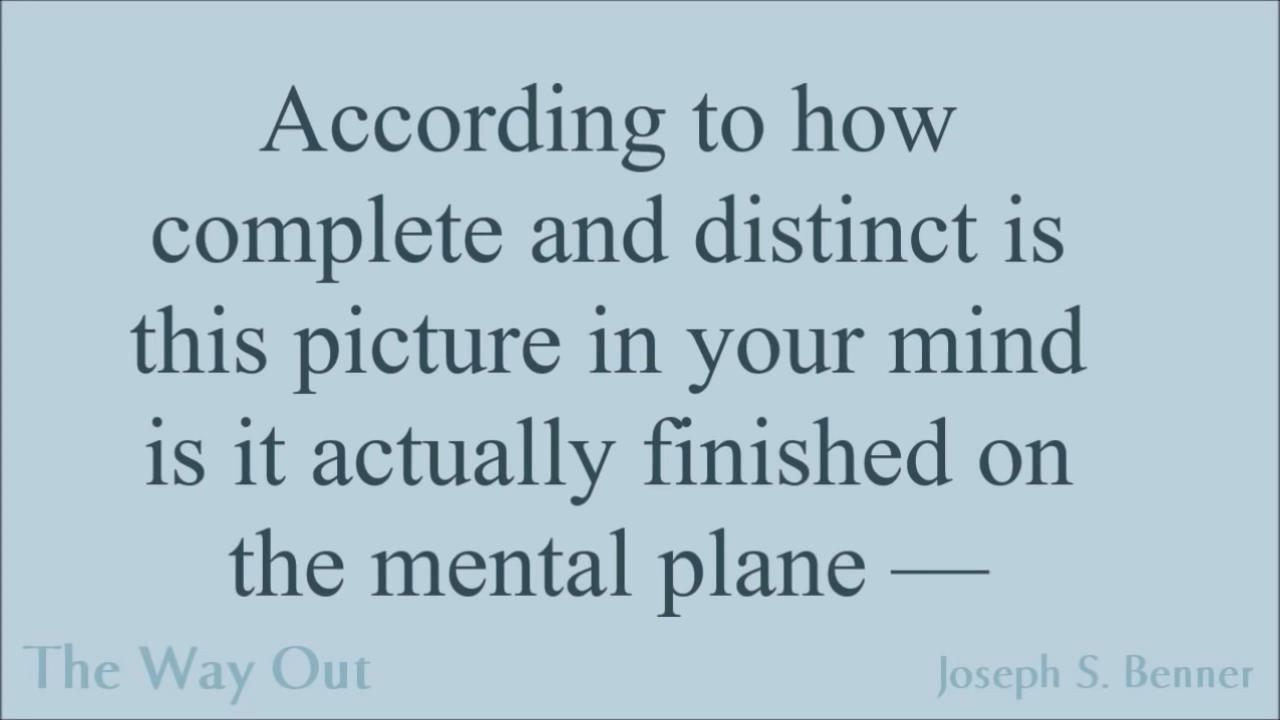 According to how
complete and distinct is
this picture in your mind
is it actually finished on
the mental plane —
The Way Out
Joseph S. Benner